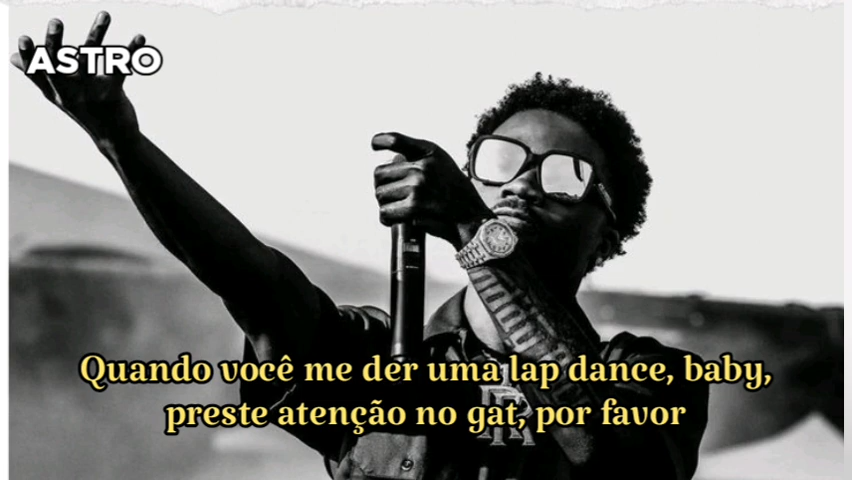 ASTRO
Quando você me der uma lap dance, baby,
preste atenção no gat, por favor